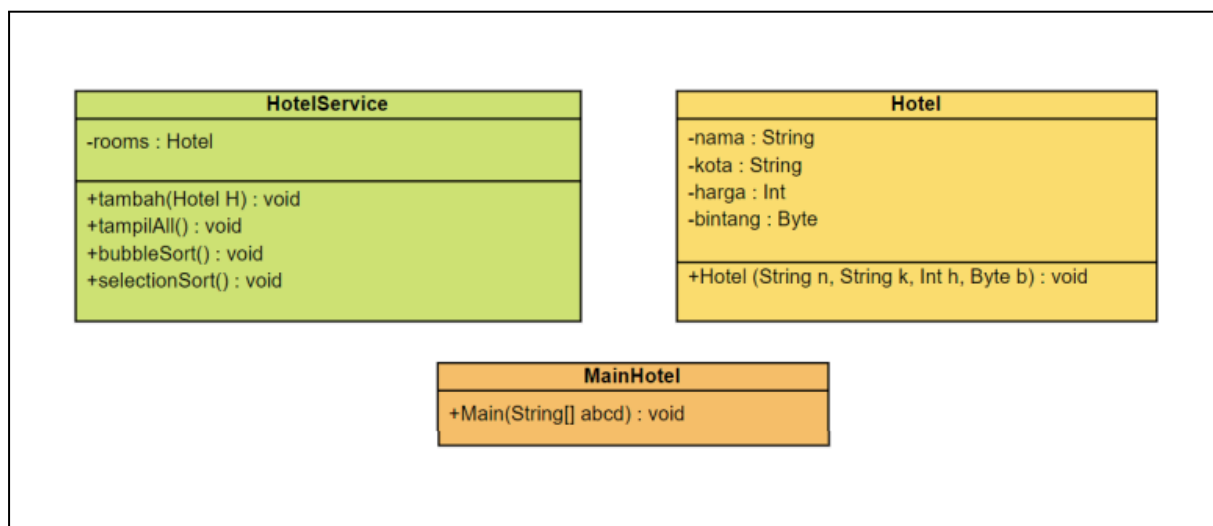 HotelService
-rooms : Hotel
+tambah(Hotel H) : void
+tampilAll() : void
+bubbleSort() : void
+selectionSort() : void
Hotel
-nama : String
-kota : String
-harga : Int
-bintang : Byte
+Hotel (String n, String k, Int h, Byte b) : void
MainHotel
+Main(String[] abcd) : void